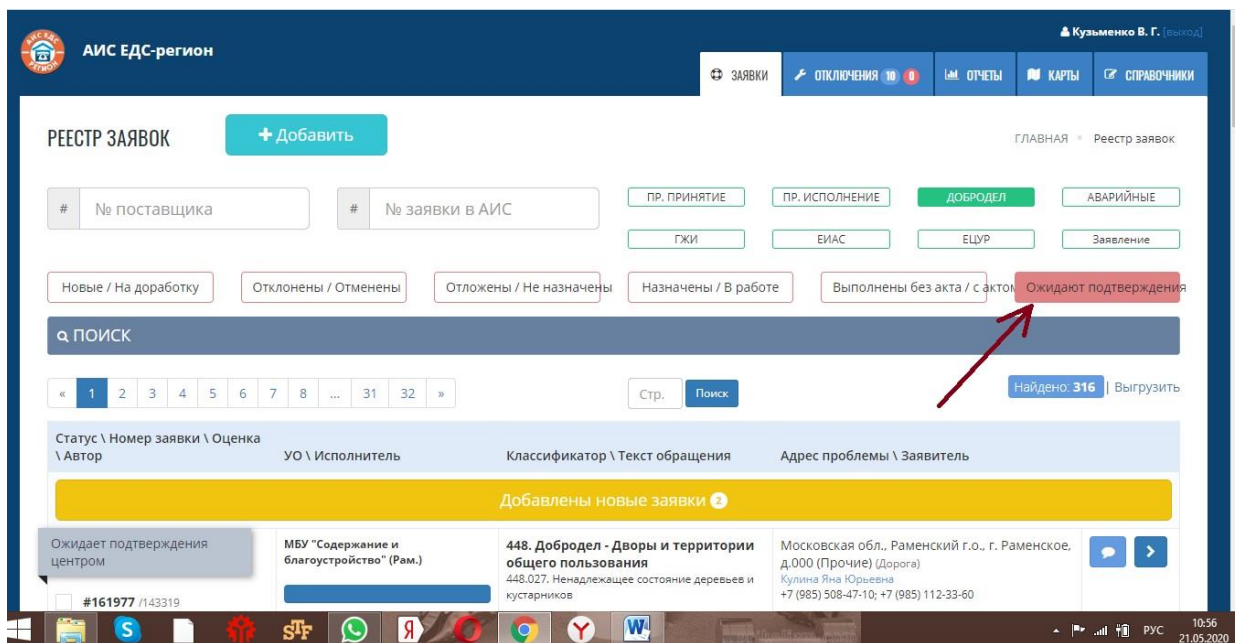 АИС ЕДС
РЕГИОН
АИС ЕДС-регион
Кузьменко В. Г. [выход]
ЗАЯВКИ
ОТКЛЮЧЕНИЯ 10 0
ОТЧЕТЫ
КАРТЫ
СПРАВОЧНИКИ
РЕЕСТР ЗАЯВОК
+ Добавить
ГЛАВНАЯ Реестр заявок
# № поставщика
# № заявки в АИС
ПР. ПРИНЯТИЕ
ПР. ИСПОЛНЕНИЕ
ДОБРОДЕЛ
АВАРИЙНЫЕ
ГЖИ
ЕИАС
ЕЦУР
Заявление
Новые / На доработку
Отклонены / Отменены
Отложены / Не назначены
Назначены / В работе
Выполнены без акта / с актом
Ожидают подтверждения
ПОИСК
« 1 2 3 4 5 6 7 8 ... 31 32 »
Стр. Поиск
Найдено: 316 | Выгрузить
Статус \ Номер заявки \ Оценка
\ Автор
УО \ Исполнитель
Классификатор \ Текст обращения
Адрес проблемы \ Заявитель
Добавлены новые заявки 2
Ожидает подтверждения
центром
#161977 /143319
МБУ "Содержание и
благоустройство" (Рам.)
448. Добродел - Дворы и территории
общего пользования
448.027. Ненадлежащее состояние деревьев и
кустарников
Московская обл., Раменский г.о., г. Раменское,
д.000 (Прочие) (Дорога)
Кулина Яна Юрьевна
+7 (985) 508-47-10; +7 (985) 112-33-60
S
STF
Я
O
Y
W
РУС
10:56
21.05.2020